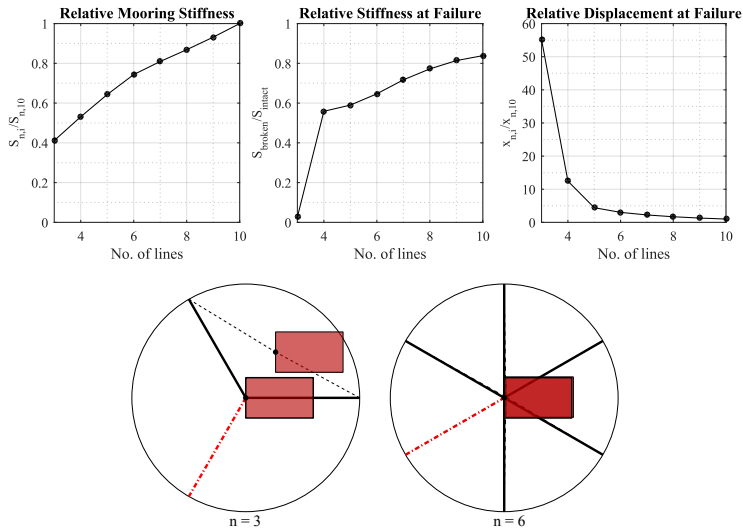 Relative Mooring Stiffness
1
0.8
0.6
0.4
0.2
0
4
6
8
10
S_{n,i}/S_{n,10}
No. of lines
Relative Stiffness at Failure
1
0.8
0.6
0.4
0.2
0
4
6
8
10
S_{broken}/S_{intact}
No. of lines
Relative Displacement at Failure
60
50
40
30
20
10
0
4
6
8
10
x_{n,i}/x_{n,10}
No. of lines
n = 3
n = 6